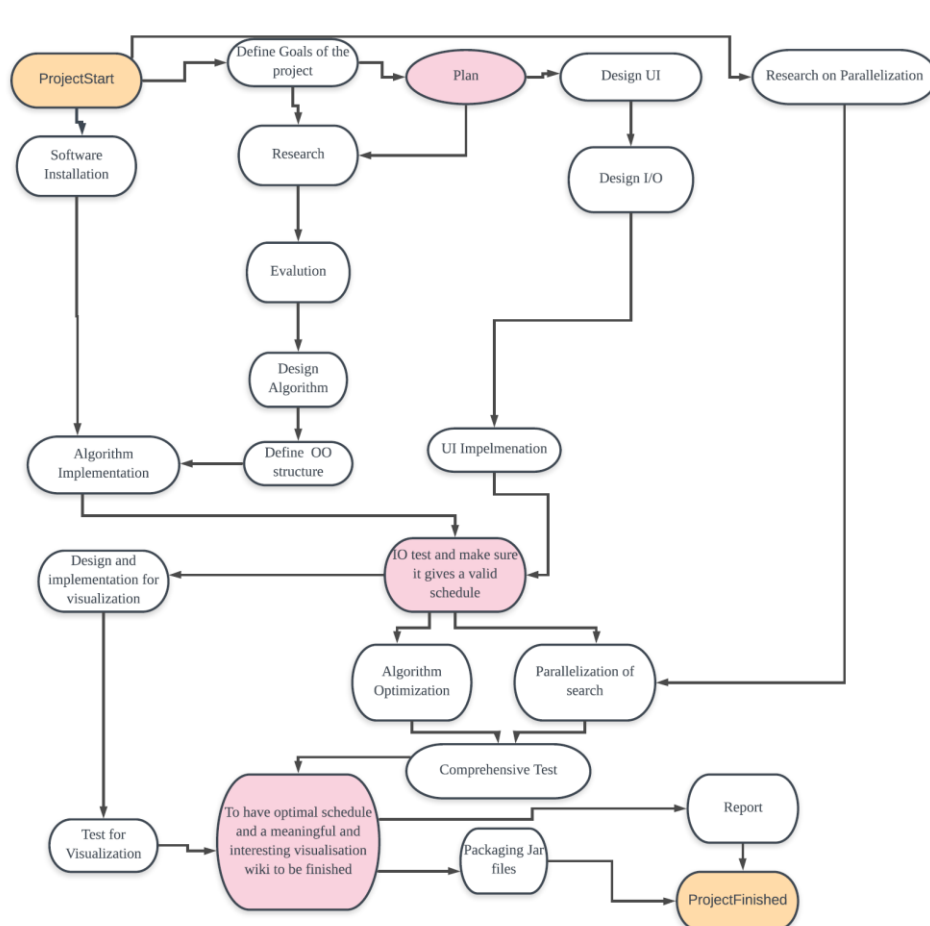 ProjectStart
Define Goals of the
project
Plan
Design UI
Research on Parallelization
Software
Installation
Research
Design I/O
Evalution
Design
Algorithm
Algorithm
Implementation
Define OO
structure
UI Impelmenation
IO test and make sure
it gives a valid
schedule
Design and
implementation for
visualization
Algorithm
Optimization
Parallelization of
search
Comprehensive Test
To have optimal schedule
and a meaningful and
interesting visualisation
wiki to be finished
Report
Test for
Visualization
Packaging Jar
files
ProjectFinished